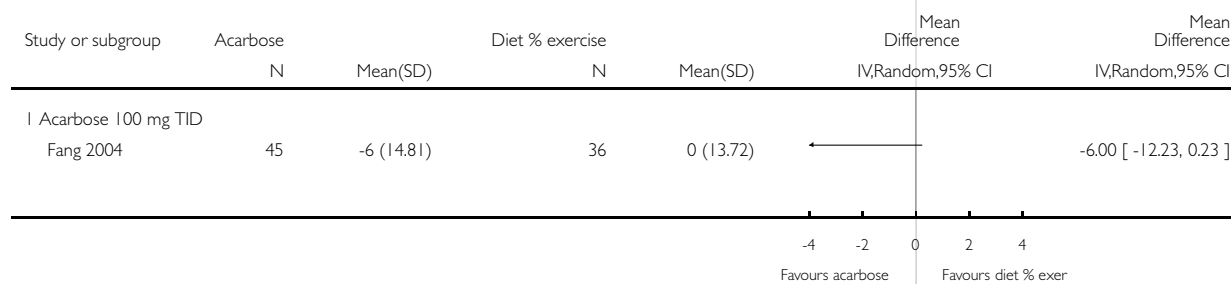 Mean Mean
Study or subgroup Acarbose Diet % exercise Difference Difference
N Mean(SD) N Mean(SD) IV,Random,95% CI IV,Random,95% CI
1 Acarbose 100 mg TID
Fang 2004 45 -6 (14.81) 36 0 (13.72) -6.00 [ -12.23, 0.23 ]
-4 -2 0 2 4
Favours acarbose Favours diet % exer